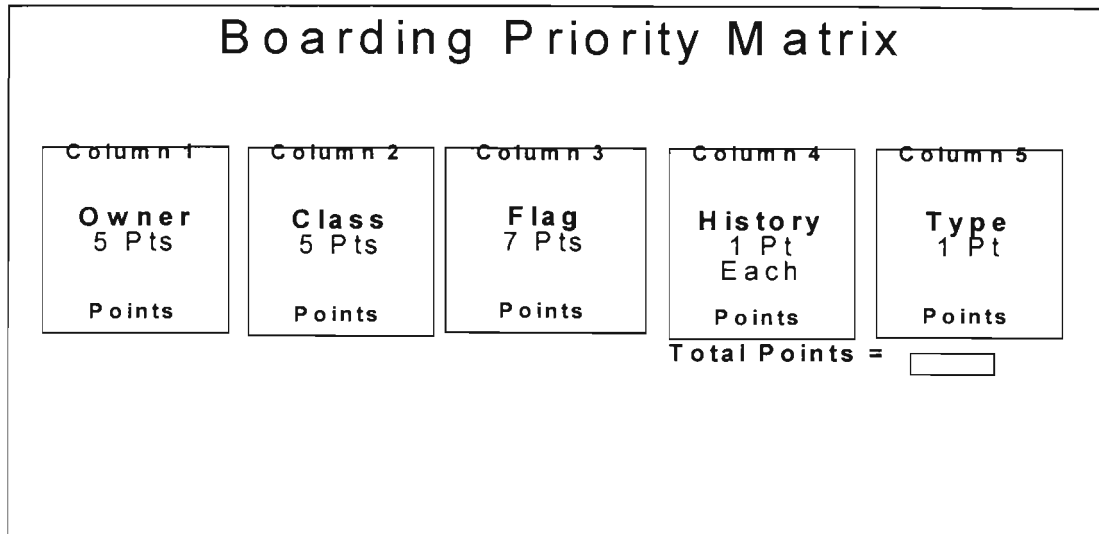 Boarding Priority Matrix
Column 1
Owner
5 Pts
Points
Column 2
Class
5 Pts
Points
Column 3
Flag
7 Pts
Points
Column 4
History
1 Pt
Each
Points
Column 5
Type
1 Pt
Points
Total Points =